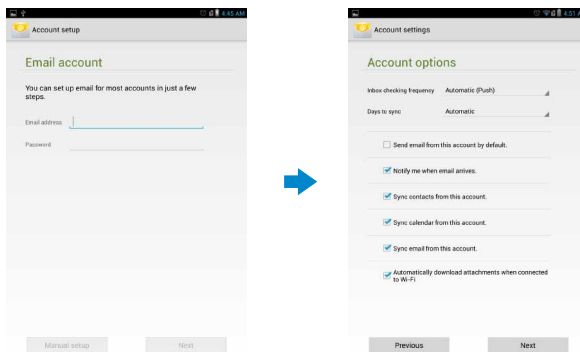 4:45 AM
Account setup
Email account
You can set up email for most accounts in just a few
steps.
Email address
Password
Manual setup
Next
4:51 A
Account settings
Account options
Inbox checking frequency
Automatic (Push)
Days to sync
Automatic
Send email from this account by default.
Notify me when email arrives.
Sync contacts from this account.
Sync calendar from this account.
Sync email from this account.
Automatically download attachments when connected
to Wi-Fi
Previous
Next